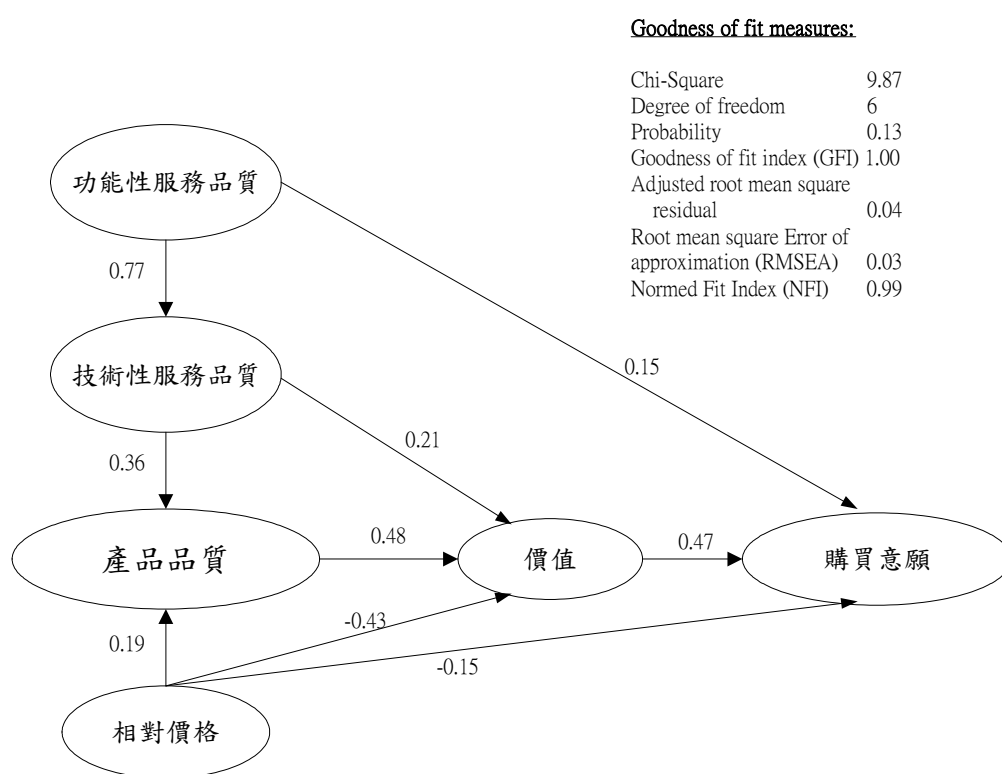 Goodness of fit measures:
Chi-Square 9.87
Degree of freedom 6
Probability 0.13
Goodness of fit index (GFI) 1.00
Adjusted root mean square
residual 0.04
Root mean square Error of
approximation (RMSEA) 0.03
Normed Fit Index (NFI) 0.99
功能性服務品質
0.77
0.15
技術性服務品質
0.21
0.36
產品品質
0.48
價值
0.47
購買意願
0.19
-0.43
-0.15
相對價格